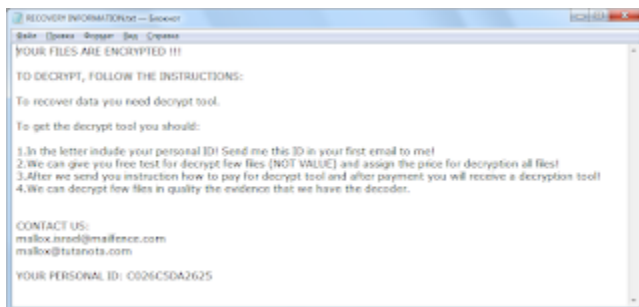 RECOVERY INFORMATION.txt — Блокнот
Файл Правка Формат Вид Справка
YOUR FILES ARE ENCRYPTED !!!
TO DECRYPT, FOLLOW THE INSTRUCTIONS:
To recover data you need decrypt tool.
To get the decrypt tool you should:
1.In the letter include your personal ID! Send me this ID in your first email to me!
2.We can give you free test for decrypt few files (NOT VALUE) and assign the price for decryption all files!
3.After we send you instruction how to pay for decrypt tool and after payment you will receive a decryption tool!
4.We can decrypt few files in quality the evidence that we have the decoder.
CONTACT US:
mallox.israel@mailfence.com
mallox@tutanota.com
YOUR PERSONAL ID: C026C5DA2625